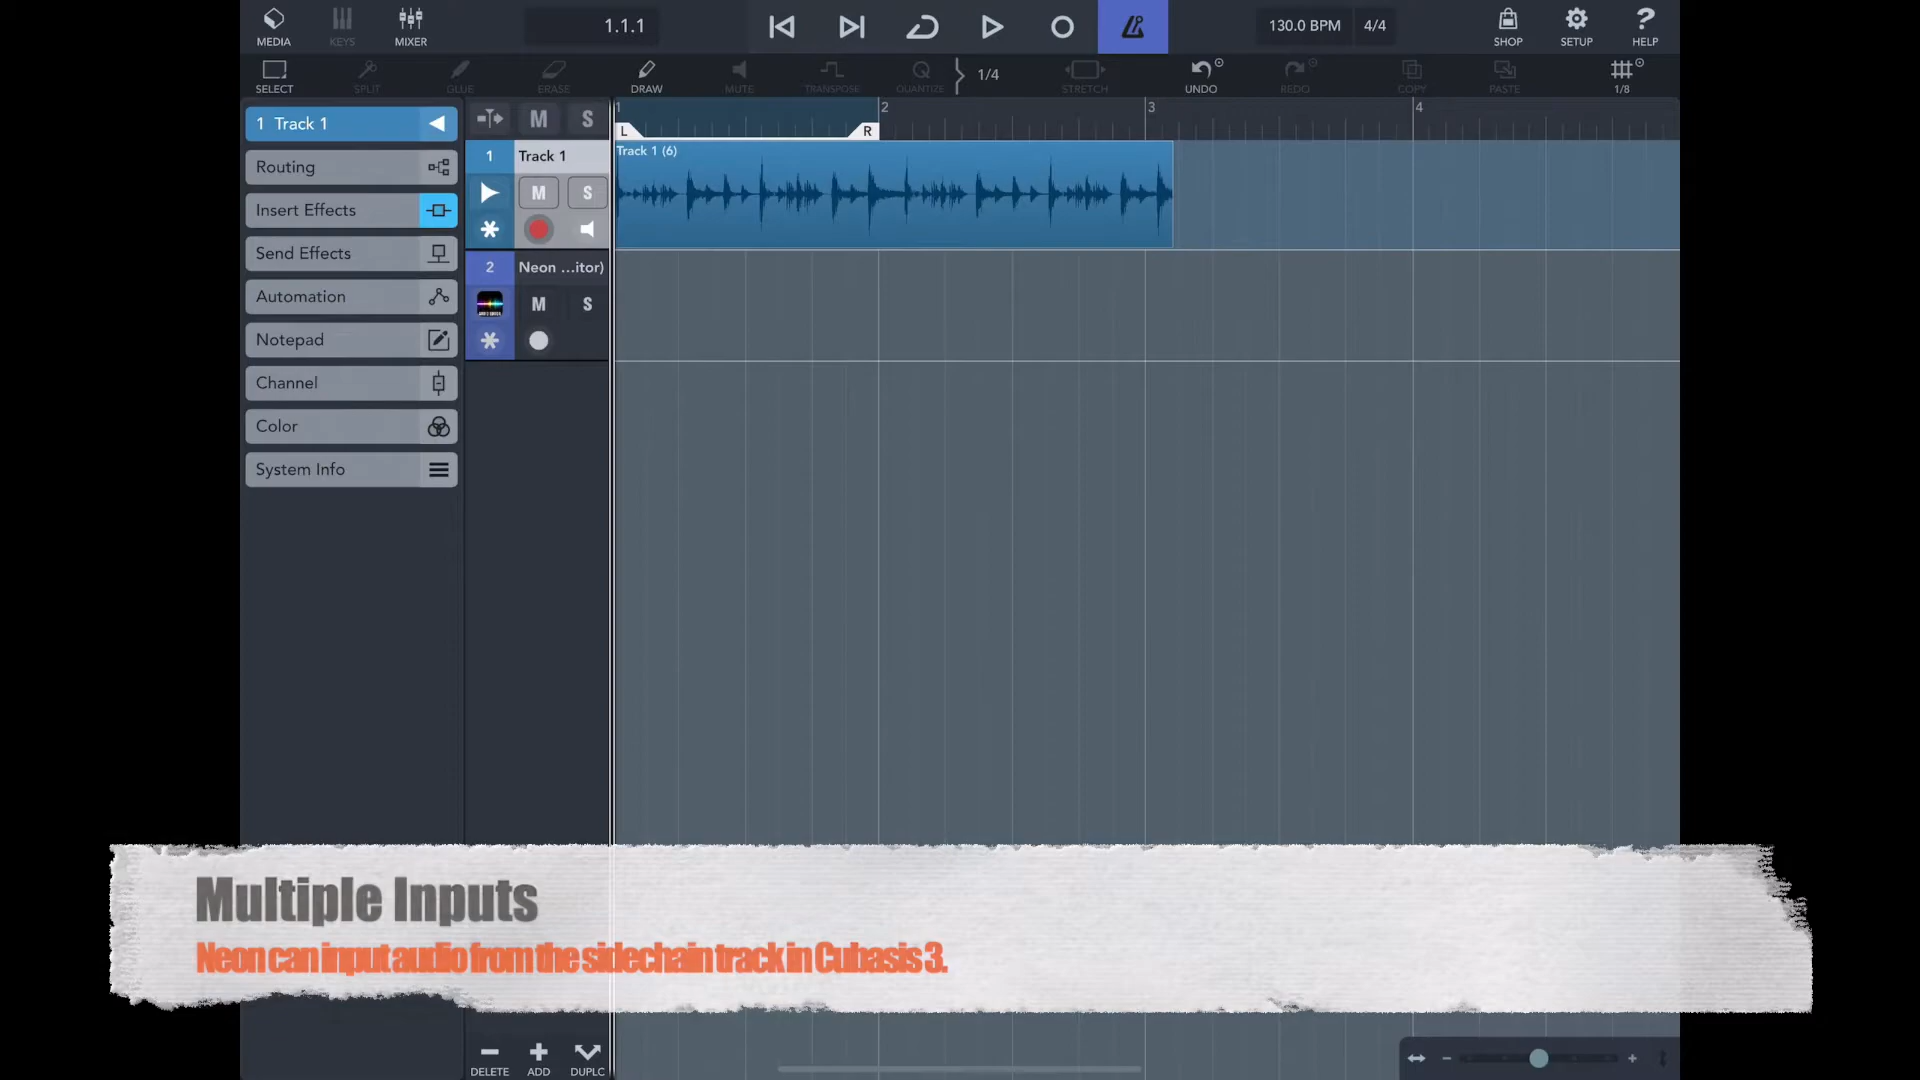 MEDIA
KEYS
MIXER
1.1.1
130.0 BPM
4/4
SHOP
SETUP
HELP
SELECT
SPLIT
GLUE
ERASE
DRAW
MUTE
TRANSPOSE
QUANTIZE
1/4
STRETCH
UNDO
REDO
COPY
PASTE
1/8
1 Track 1
Routing
Insert Effects
Send Effects
Automation
Notepad
Channel
Color
System Info
M S
1 Track 1
M S
2 Neon ...itor)
M S
1 2 3 4
L R
Track 1 (6)
Multiple Inputs
Neon can input audio from the sidechain track in Cubasis 3.
DELETE
ADD
DUPLC